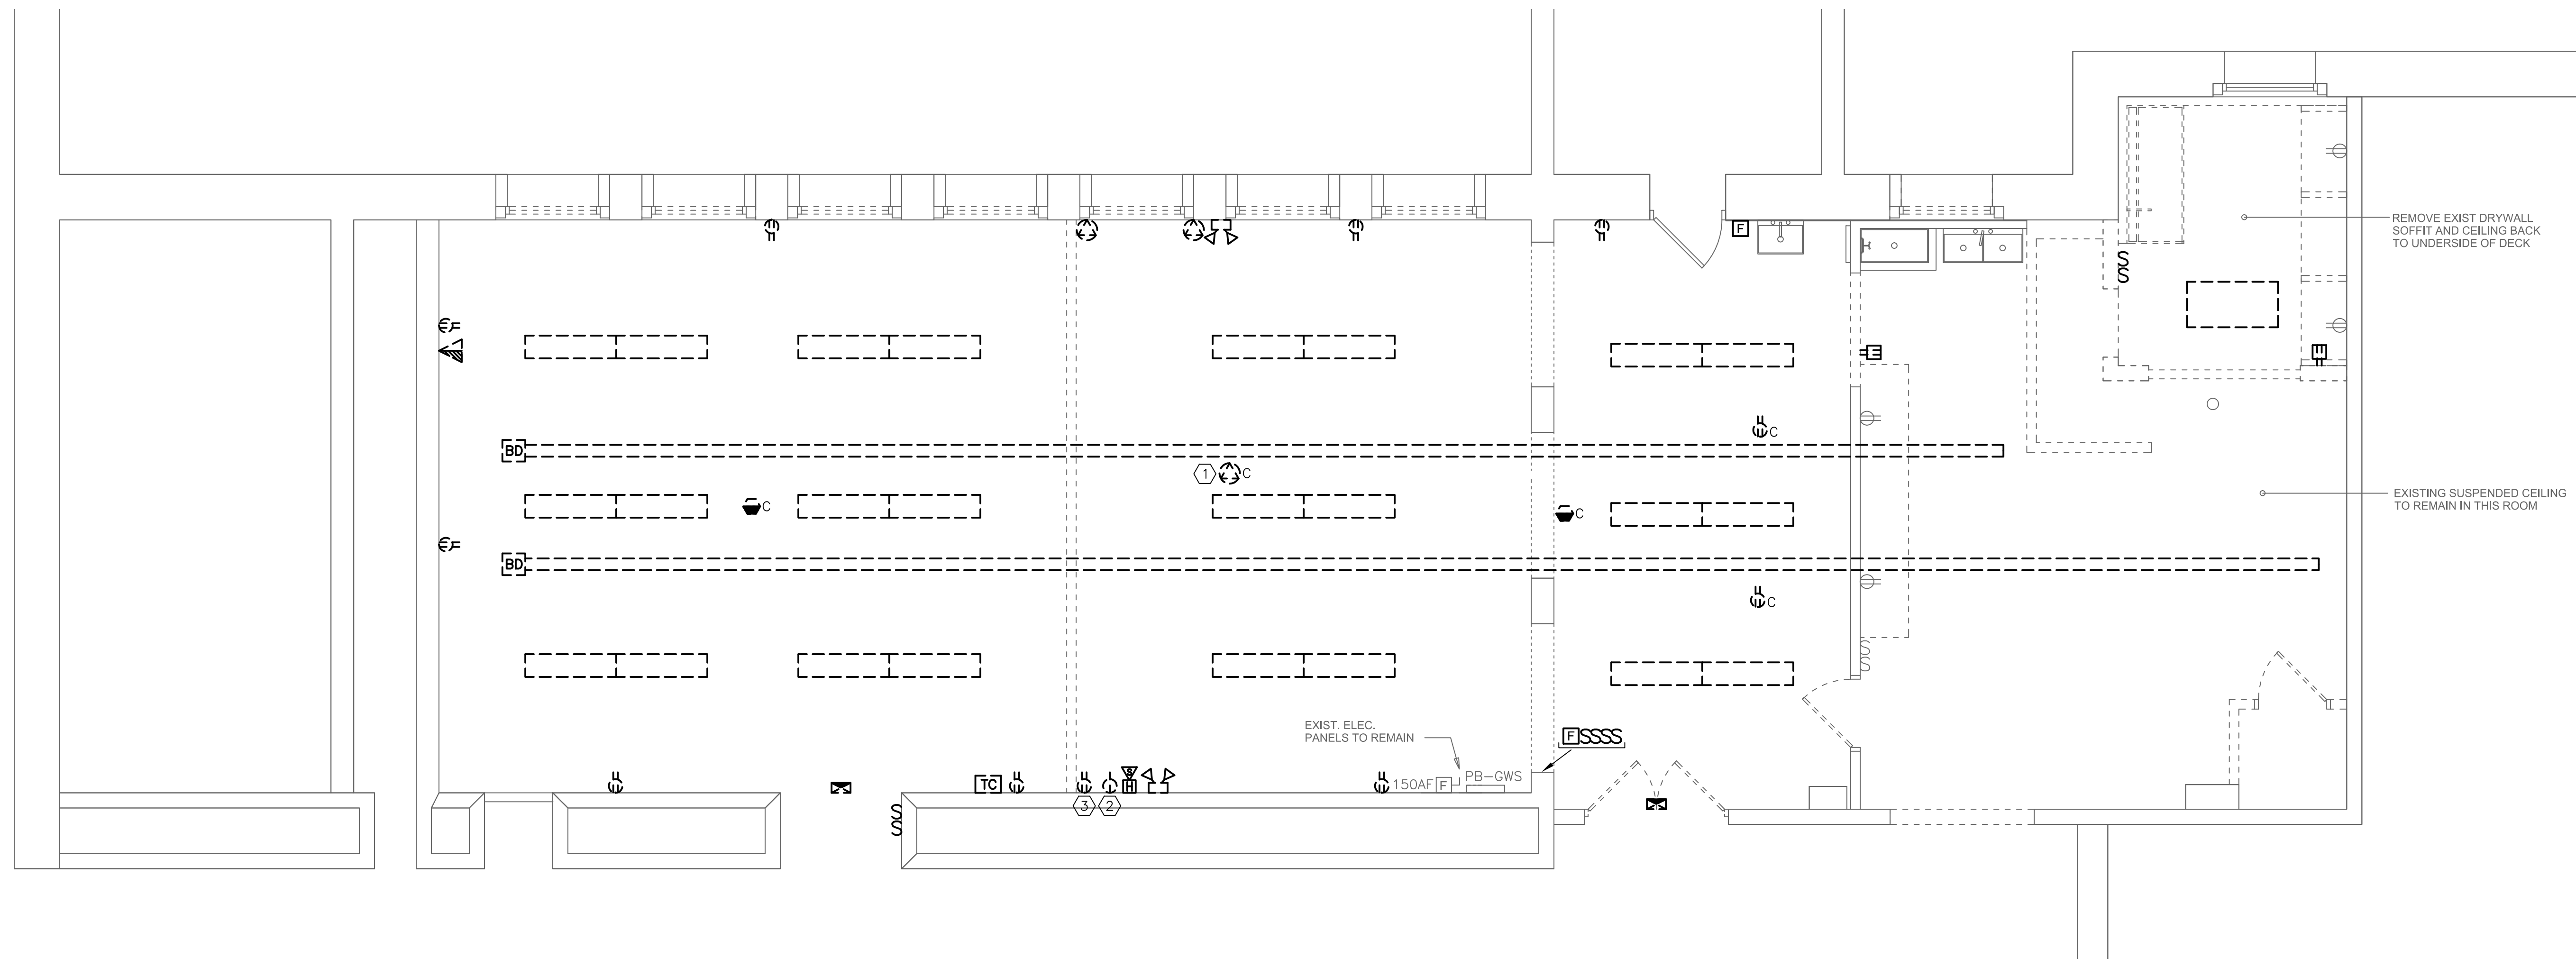 F
REMOVE EXIST DRYWALL
SOFFIT AND CEILING BACK
TO UNDERSIDE OF DECK
S
S
C
BD
1
C
C
C
EXISTING SUSPENDED CEILING
TO REMAIN IN THIS ROOM
BD
C
S
S
EXIST. ELEC.
PANELS TO REMAIN
F SSSS
TC
S
H
150AF F PB-GWS
3 2
S
S